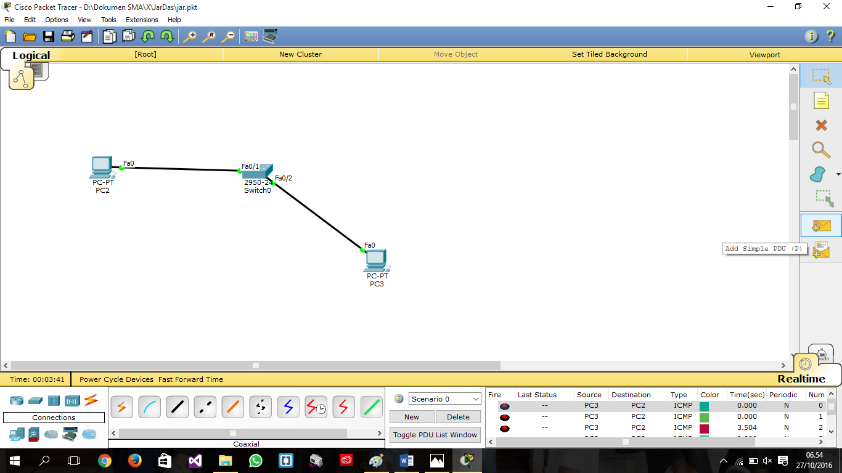 Cisco Packet Tracer - D:\Dokumen SMA\X\JarDas\jar.pkt
File Edit Options View Tools Extensions Help
Logical [Root] New Cluster Move Object Set Tiled Background Viewport
Fa0
PC-PT
PC2
Fa0/1
2950-24
Switch0
Fa0/2
Fa0
PC-PT
PC3
Add Simple PDU (P)
Time: 00:03:41 Power Cycle Devices Fast Forward Time Realtime
Connections
Coaxial
Scenario 0
New Delete
Toggle PDU List Window
Fire Last Status Source Destination Type Color Time(sec) Periodic Num
-- PC3 PC2 ICMP 0.000 N 0
-- PC3 PC2 ICMP 0.000 N 1
-- PC3 PC2 ICMP 3.504 N 2
06.54
27/10/2016